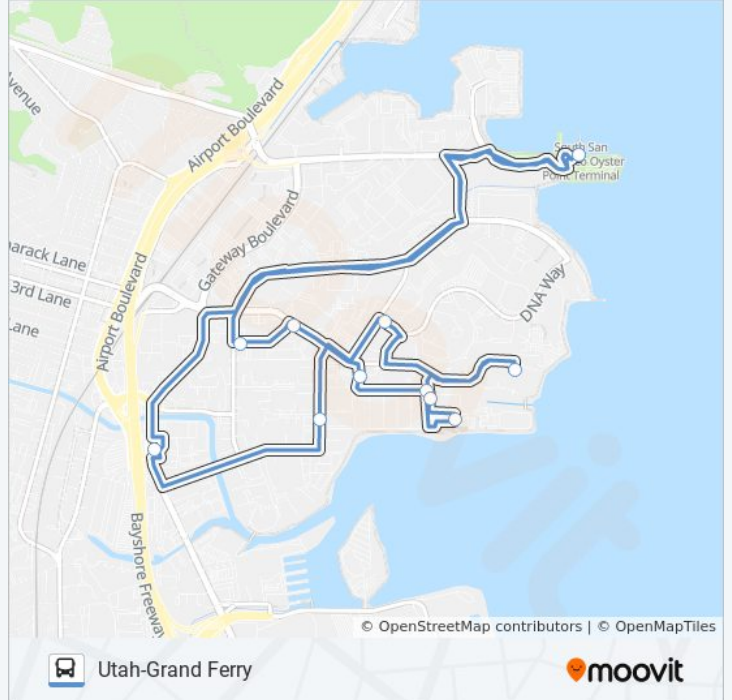 Avenue
Airport Boulevard
South San
Oyster
Point Terminal
Gateway Boulevard
arack Lane
3rd Lane
Lane
Airport Boulevard
DNA Way
Bayshore Freeway
© OpenStreetMap contributors | © OpenMapTiles
Utah-Grand Ferry
moovit